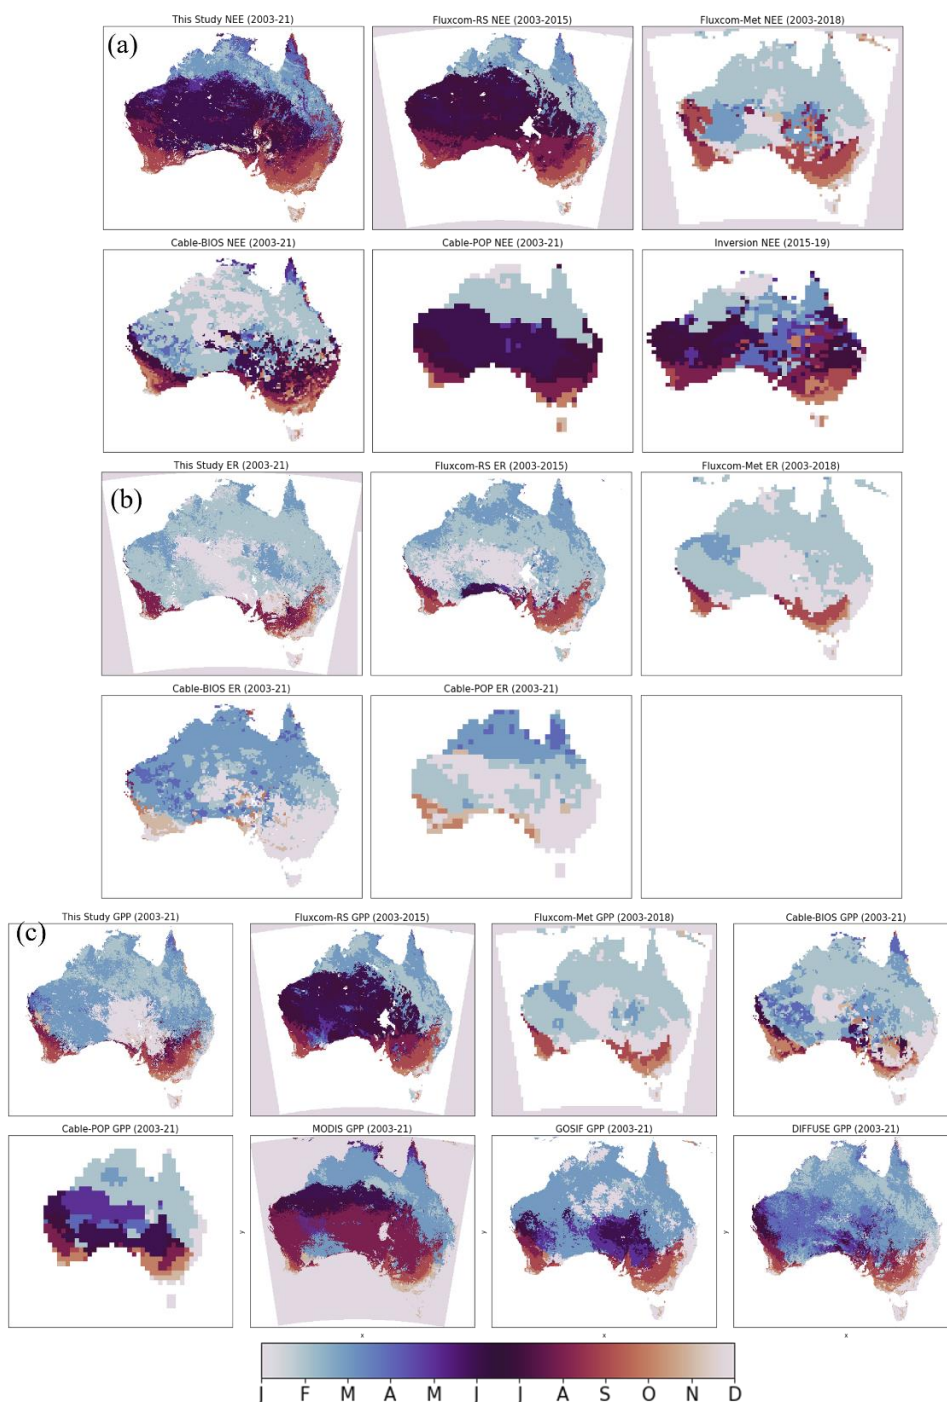 This Study NEE (2003-21) Fluxcom-RS NEE (2003-2015) Fluxcom-Met NEE (2003-2018)
(a)
Cable-BIOS NEE (2003-21) Cable-POP NEE (2003-21) Inversion NEE (2015-19)
This Study ER (2003-21) Fluxcom-RS ER (2003-2015) Fluxcom-Met ER (2003-2018)
(b)
Cable-BIOS ER (2003-21) Cable-POP ER (2003-21)
This Study GPP (2003-21) Fluxcom-RS GPP (2003-2015) Fluxcom-Met GPP (2003-2018) Cable-BIOS GPP (2003-21)
(c)
Cable-POP GPP (2003-21) MODIS GPP (2003-21) GOSIF GPP (2003-21) DIFFUSE GPP (2003-21)
y y y
x x x
J F M A M J J A S O N D